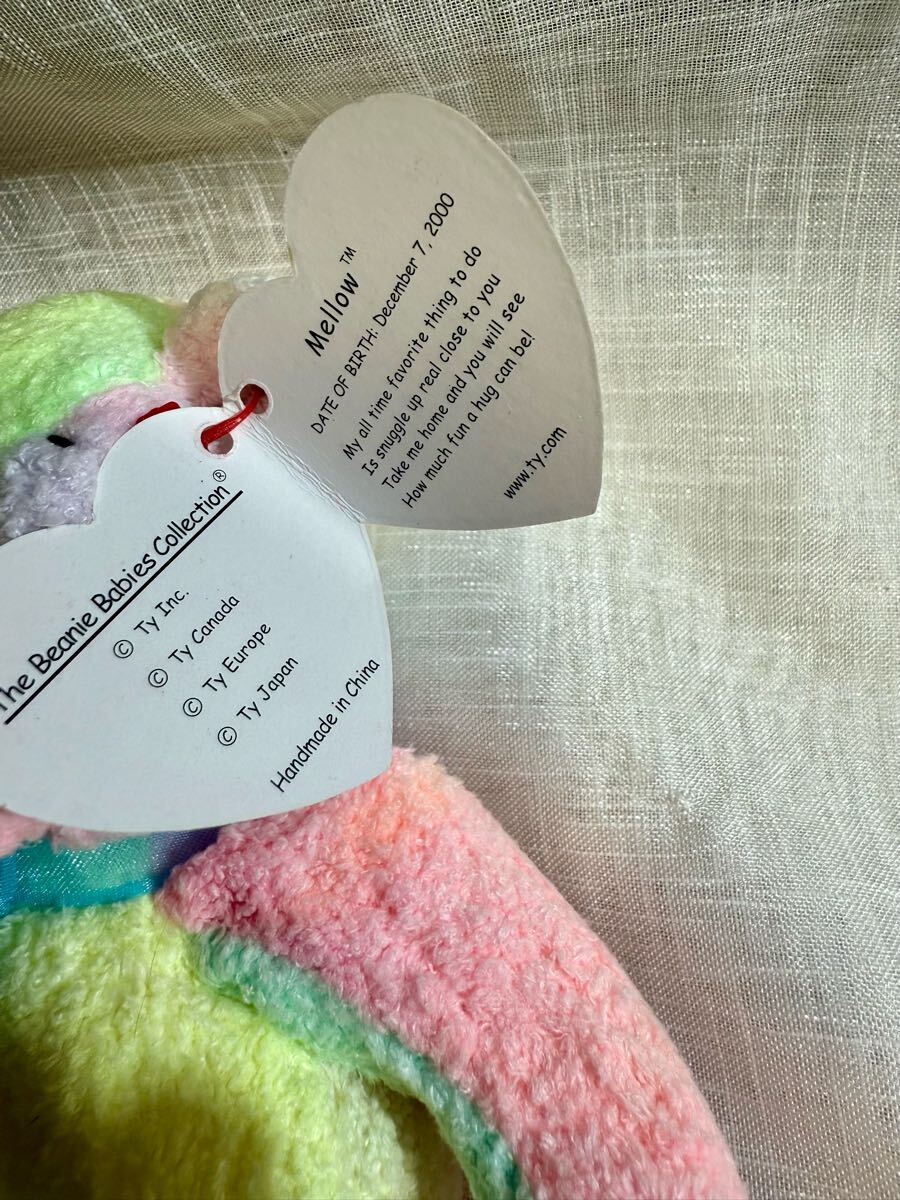 Mellow™
DATE OF BIRTH: December 7, 2000
My all time favorite thing to do
Is snuggle up real close to you
Take me home and you will see
How much fun a hug can be!
www.ty.com
The Beanie Babies Collection®
© Ty Inc.
© Ty Canada
© Ty Europe
© Ty Japan
Handmade in China